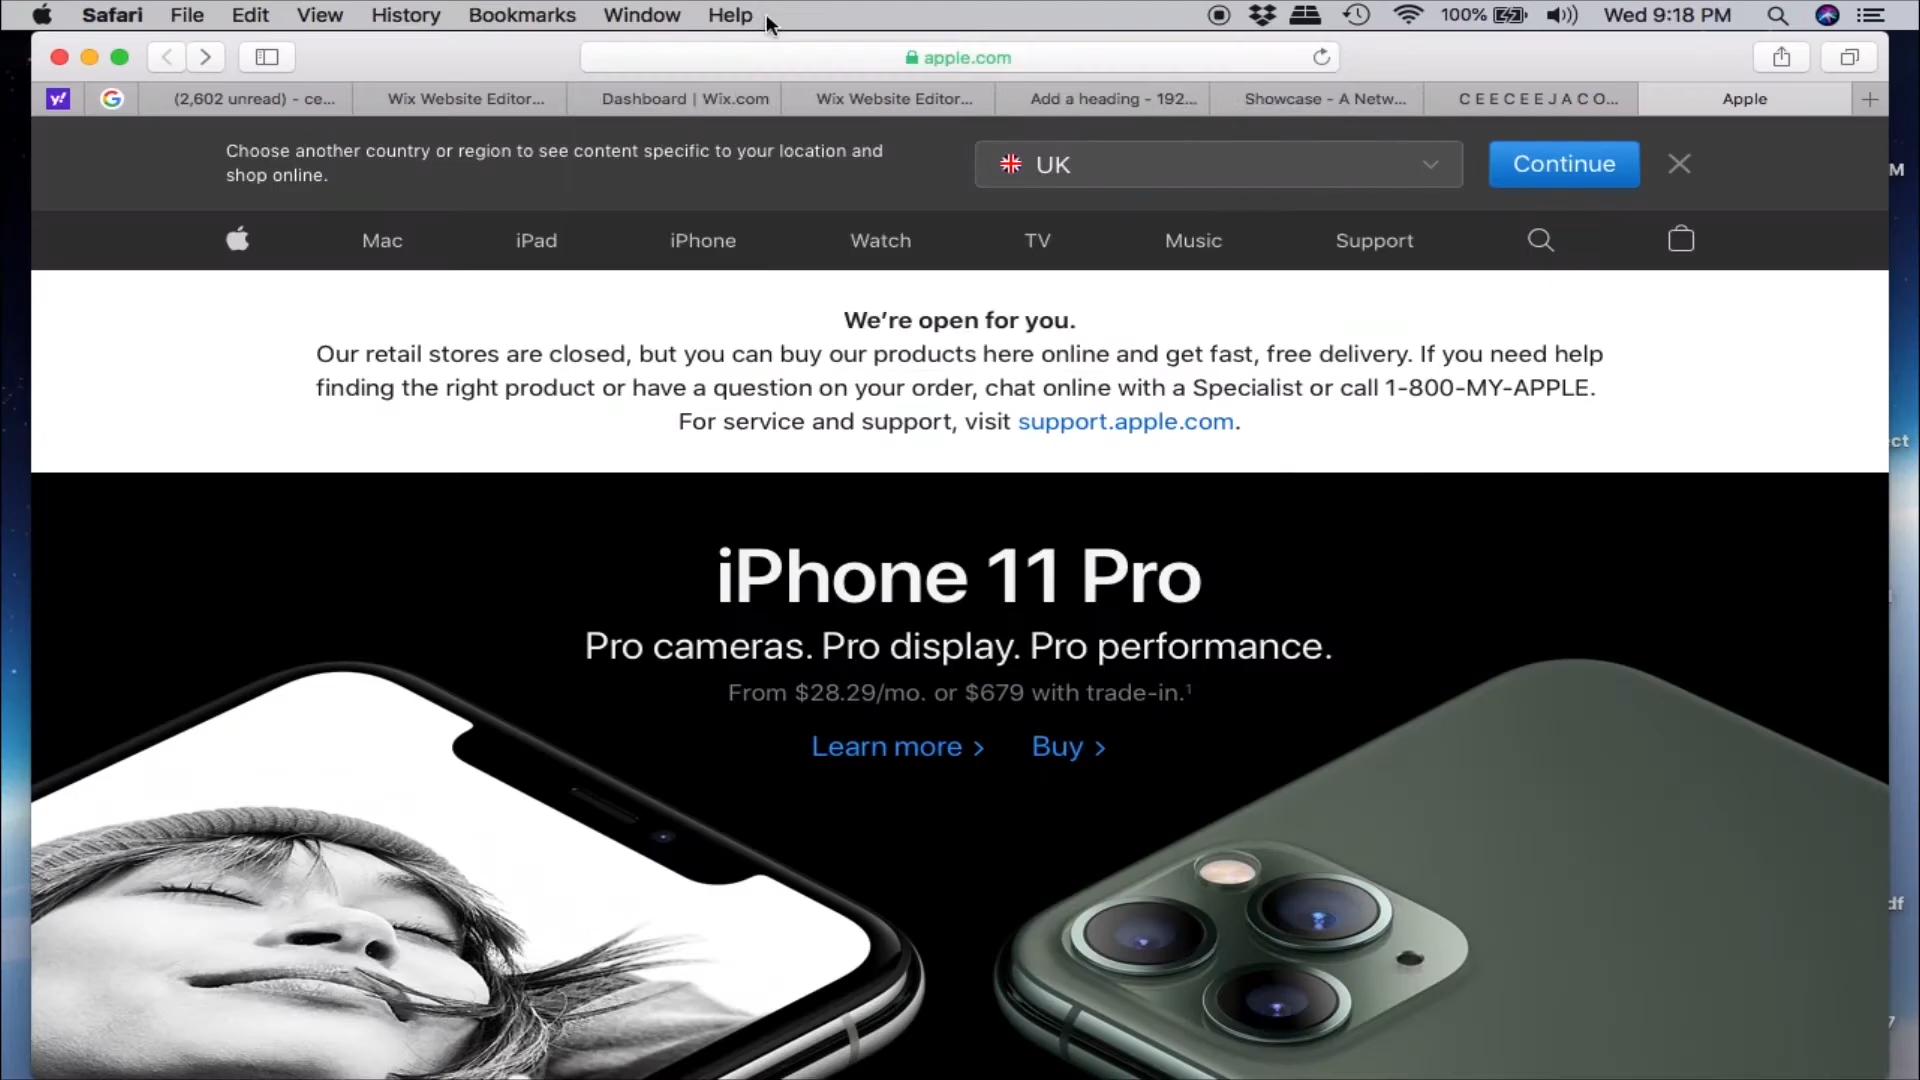 Safari File Edit View History Bookmarks Window Help 100% Wed 9:18 PM
apple.com
y! G (2,602 unread) - ce... Wix Website Editor... Dashboard | Wix.com Wix Website Editor... Add a heading - 192... Showcase - A Netw... C E E C E E J A C O... Apple
Choose another country or region to see content specific to your location and
shop online.
UK
Continue
M
Mac iPad iPhone Watch TV Music Support
We're open for you.
Our retail stores are closed, but you can buy our products here online and get fast, free delivery. If you need help
finding the right product or have a question on your order, chat online with a Specialist or call 1-800-MY-APPLE.
For service and support, visit support.apple.com.
ect
iPhone 11 Pro
Pro cameras. Pro display. Pro performance.
From $28.29/mo. or $679 with trade-in.¹
Learn more > Buy >
df
7